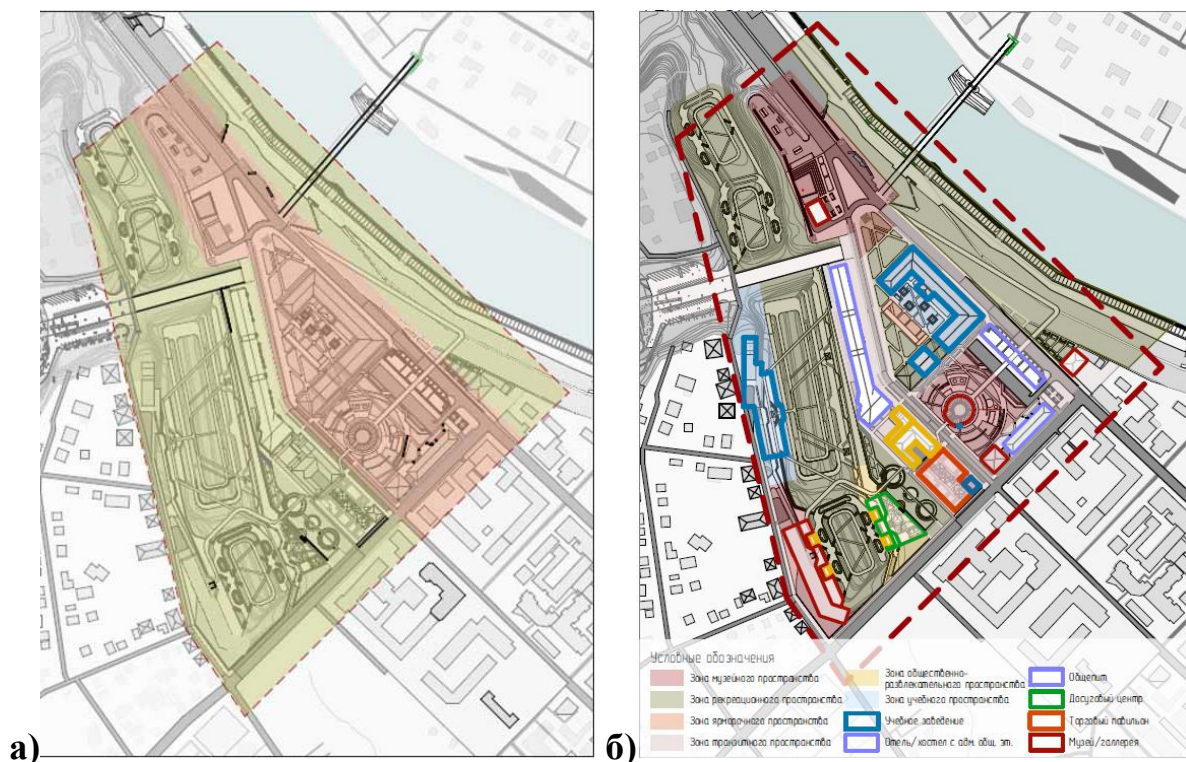 а)
б)
Условные обозначения
Зона музейного пространства
Зона рекреационного пространства
Зона ярмарочного пространства
Зона транзитного пространства
Зона общественно-
развлекательного пространства
Зона учебного пространства
Учебное заведение
Отель/хостел с адм. общ. эт.
Общепит
Досуговый центр
Торговый павильон
Музей/галлерея